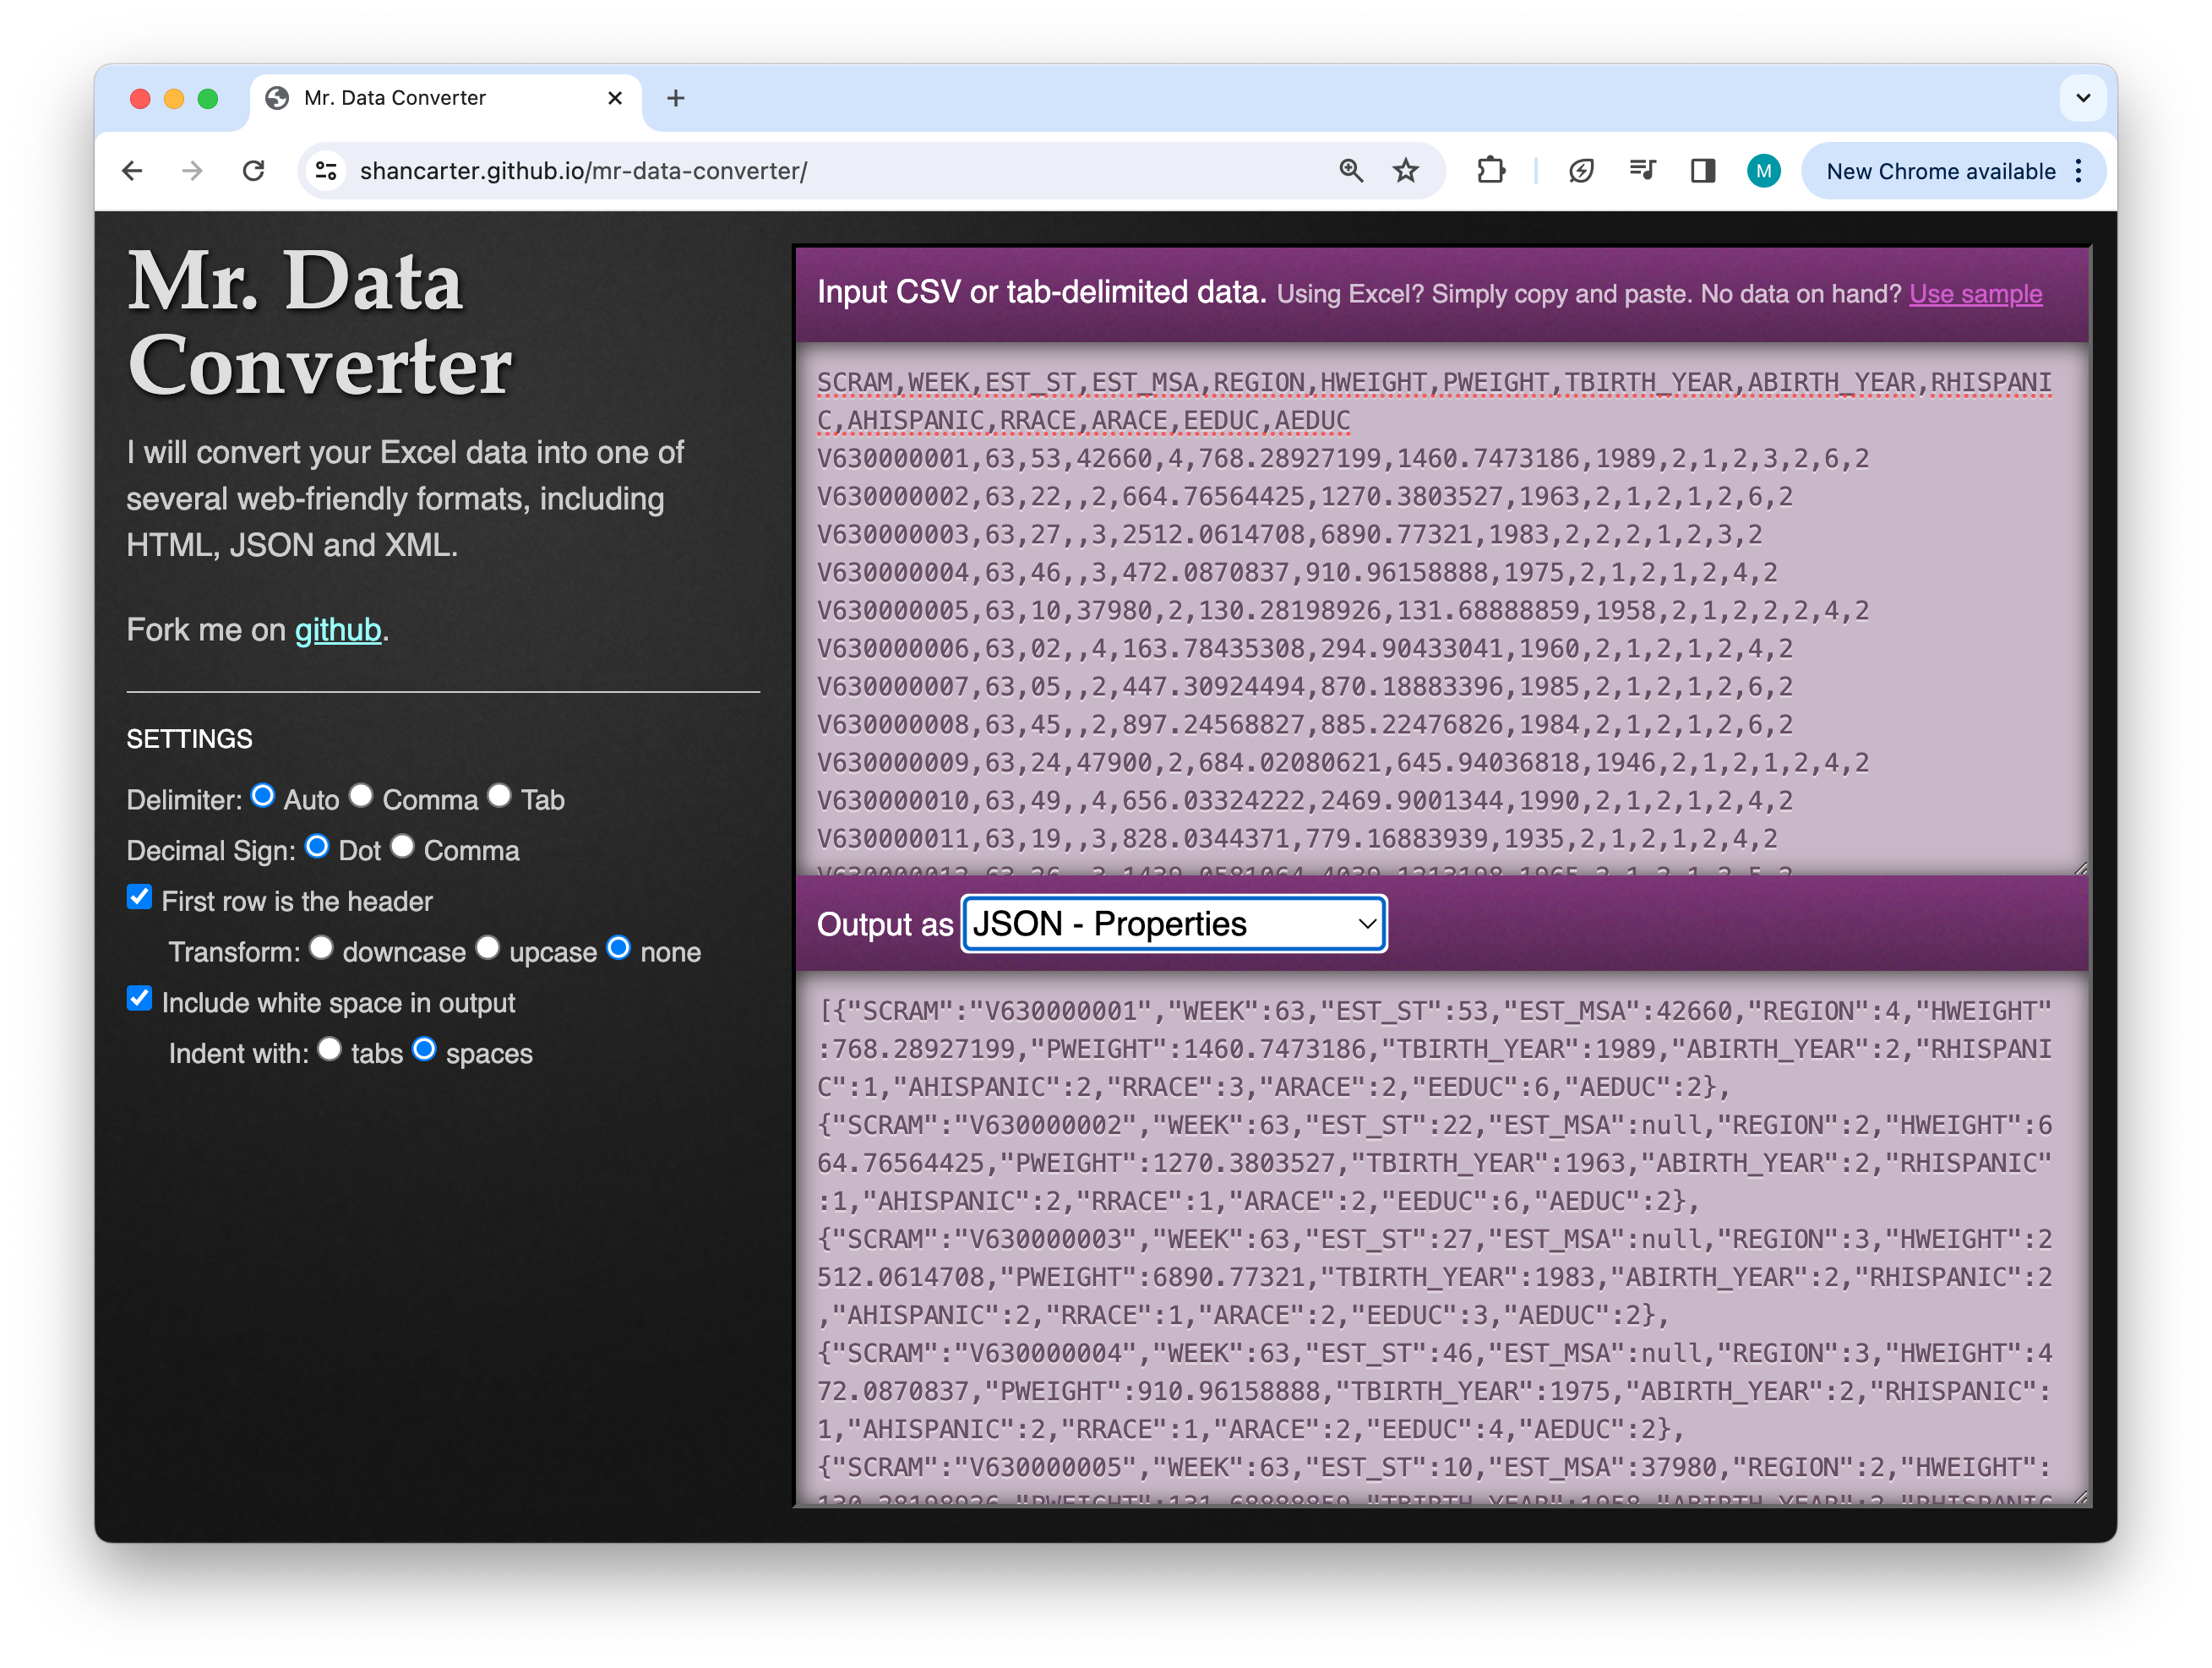 Mr. Data Converter
shancarter.github.io/mr-data-converter/
M
New Chrome available
Mr. Data
Converter
I will convert your Excel data into one of
several web-friendly formats, including
HTML, JSON and XML.
Fork me on github.
SETTINGS
Delimiter: Auto Comma Tab
Decimal Sign: Dot Comma
First row is the header
Transform: downcase upcase none
Include white space in output
Indent with: tabs spaces
Input CSV or tab-delimited data. Using Excel? Simply copy and paste. No data on hand? Use sample
SCRAM,WEEK,EST_ST,EST_MSA,REGION,HWEIGHT,PWEIGHT,TBIRTH_YEAR,ABIRTH_YEAR,RHISPANI
C,AHISPANIC,RRACE,ARACE,EEDUC,AEDUC
V630000001,63,53,42660,4,768.28927199,1460.7473186,1989,2,1,2,3,2,6,2
V630000002,63,22,,2,664.76564425,1270.3803527,1963,2,1,2,1,2,6,2
V630000003,63,27,,3,2512.0614708,6890.77321,1983,2,2,2,1,2,3,2
V630000004,63,46,,3,472.0870837,910.96158888,1975,2,1,2,1,2,4,2
V630000005,63,10,37980,2,130.28198926,131.68888859,1958,2,1,2,2,2,4,2
V630000006,63,02,,4,163.78435308,294.90433041,1960,2,1,2,1,2,4,2
V630000007,63,05,,2,447.30924494,870.18883396,1985,2,1,2,1,2,6,2
V630000008,63,45,,2,897.24568827,885.22476826,1984,2,1,2,1,2,6,2
V630000009,63,24,47900,2,684.02080621,645.94036818,1946,2,1,2,1,2,4,2
V630000010,63,49,,4,656.03324222,2469.9001344,1990,2,1,2,1,2,4,2
V630000011,63,19,,3,828.0344371,779.16883939,1935,2,1,2,1,2,4,2
Output as JSON - Properties
[{"SCRAM":"V630000001","WEEK":63,"EST_ST":53,"EST_MSA":42660,"REGION":4,"HWEIGHT"
:768.28927199,"PWEIGHT":1460.7473186,"TBIRTH_YEAR":1989,"ABIRTH_YEAR":2,"RHISPANI
C":1,"AHISPANIC":2,"RRACE":3,"ARACE":2,"EEDUC":6,"AEDUC":2},
{"SCRAM":"V630000002","WEEK":63,"EST_ST":22,"EST_MSA":null,"REGION":2,"HWEIGHT":6
64.76564425,"PWEIGHT":1270.3803527,"TBIRTH_YEAR":1963,"ABIRTH_YEAR":2,"RHISPANIC"
:1,"AHISPANIC":2,"RRACE":1,"ARACE":2,"EEDUC":6,"AEDUC":2},
{"SCRAM":"V630000003","WEEK":63,"EST_ST":27,"EST_MSA":null,"REGION":3,"HWEIGHT":2
512.0614708,"PWEIGHT":6890.77321,"TBIRTH_YEAR":1983,"ABIRTH_YEAR":2,"RHISPANIC":2
,"AHISPANIC":2,"RRACE":1,"ARACE":2,"EEDUC":3,"AEDUC":2},
{"SCRAM":"V630000004","WEEK":63,"EST_ST":46,"EST_MSA":null,"REGION":3,"HWEIGHT":4
72.0870837,"PWEIGHT":910.96158888,"TBIRTH_YEAR":1975,"ABIRTH_YEAR":2,"RHISPANIC":
1,"AHISPANIC":2,"RRACE":1,"ARACE":2,"EEDUC":4,"AEDUC":2},
{"SCRAM":"V630000005","WEEK":63,"EST_ST":10,"EST_MSA":37980,"REGION":2,"HWEIGHT":
130.28198926,"PWEIGHT":131.68888859,"TBIRTH_YEAR":1958,"ABIRTH_YEAR":2,"RHISPANIC